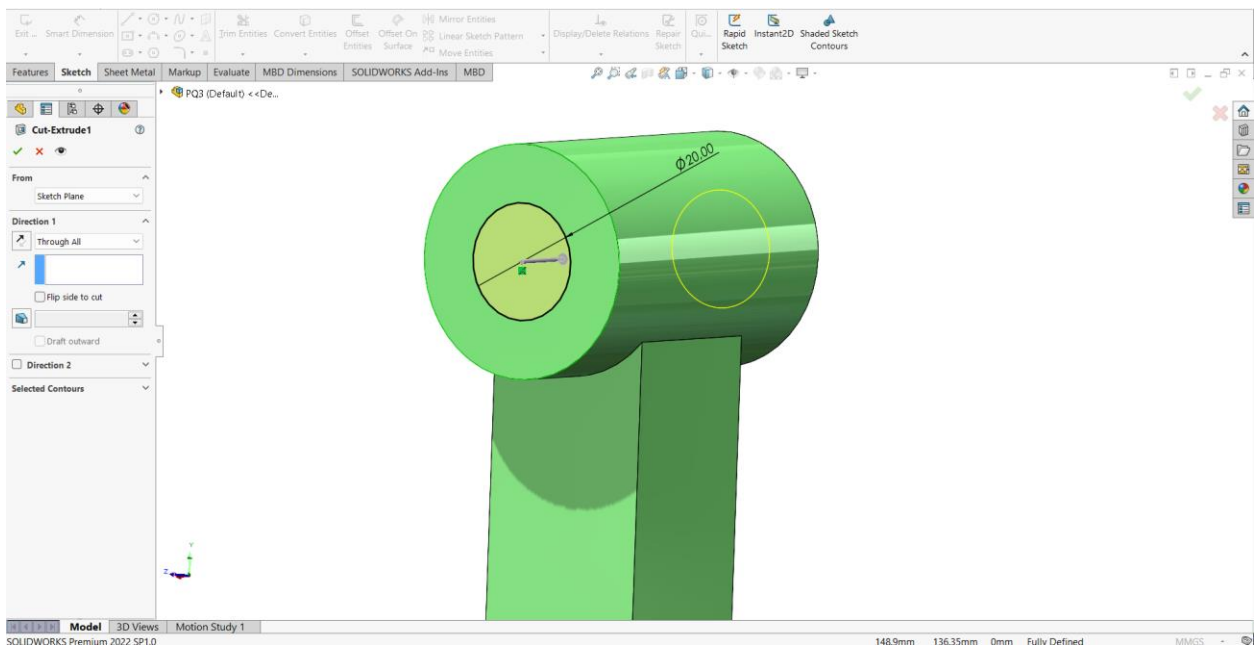 Exit ...
Smart Dimension
Trim Entities
Convert Entities
Offset Entities
Offset On Surface
Mirror Entities
Linear Sketch Pattern
Move Entities
Display/Delete Relations
Repair Sketch
Qui...
Rapid Sketch
Instant2D
Shaded Sketch Contours
Features Sketch Sheet Metal Markup Evaluate MBD Dimensions SOLIDWORKS Add-Ins MBD
PQ3 (Default) <<De...
Cut-Extrude1
From
Sketch Plane
Direction 1
Through All
Flip side to cut
Draft outward
Direction 2
Selected Contours
Φ20.00
Y
Z
Model 3D Views Motion Study 1
SOLIDWORKS Premium 2022 SP1.0 148.9mm 136.35mm 0mm Fully Defined MMGS -